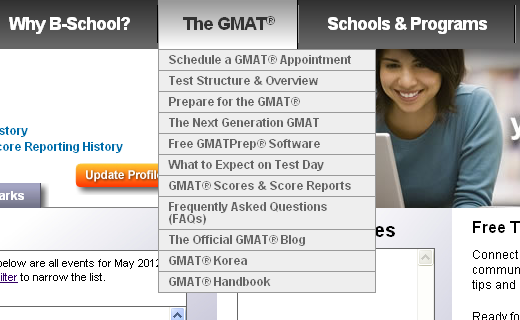 Why B-School?
The GMAT®
Schools & Programs
Schedule a GMAT® Appointment
Test Structure & Overview
Prepare for the GMAT®
The Next Generation GMAT
Free GMATPrep® Software
What to Expect on Test Day
GMAT® Scores & Score Reports
Frequently Asked Questions
(FAQs)
The Official GMAT® Blog
GMAT® Korea
GMAT® Handbook
story
core Reporting History
Update Profile
arks
below are all events for May 2012
ilter to narrow the list.
es
Free T
Connect
commun
tips and
Ready fo